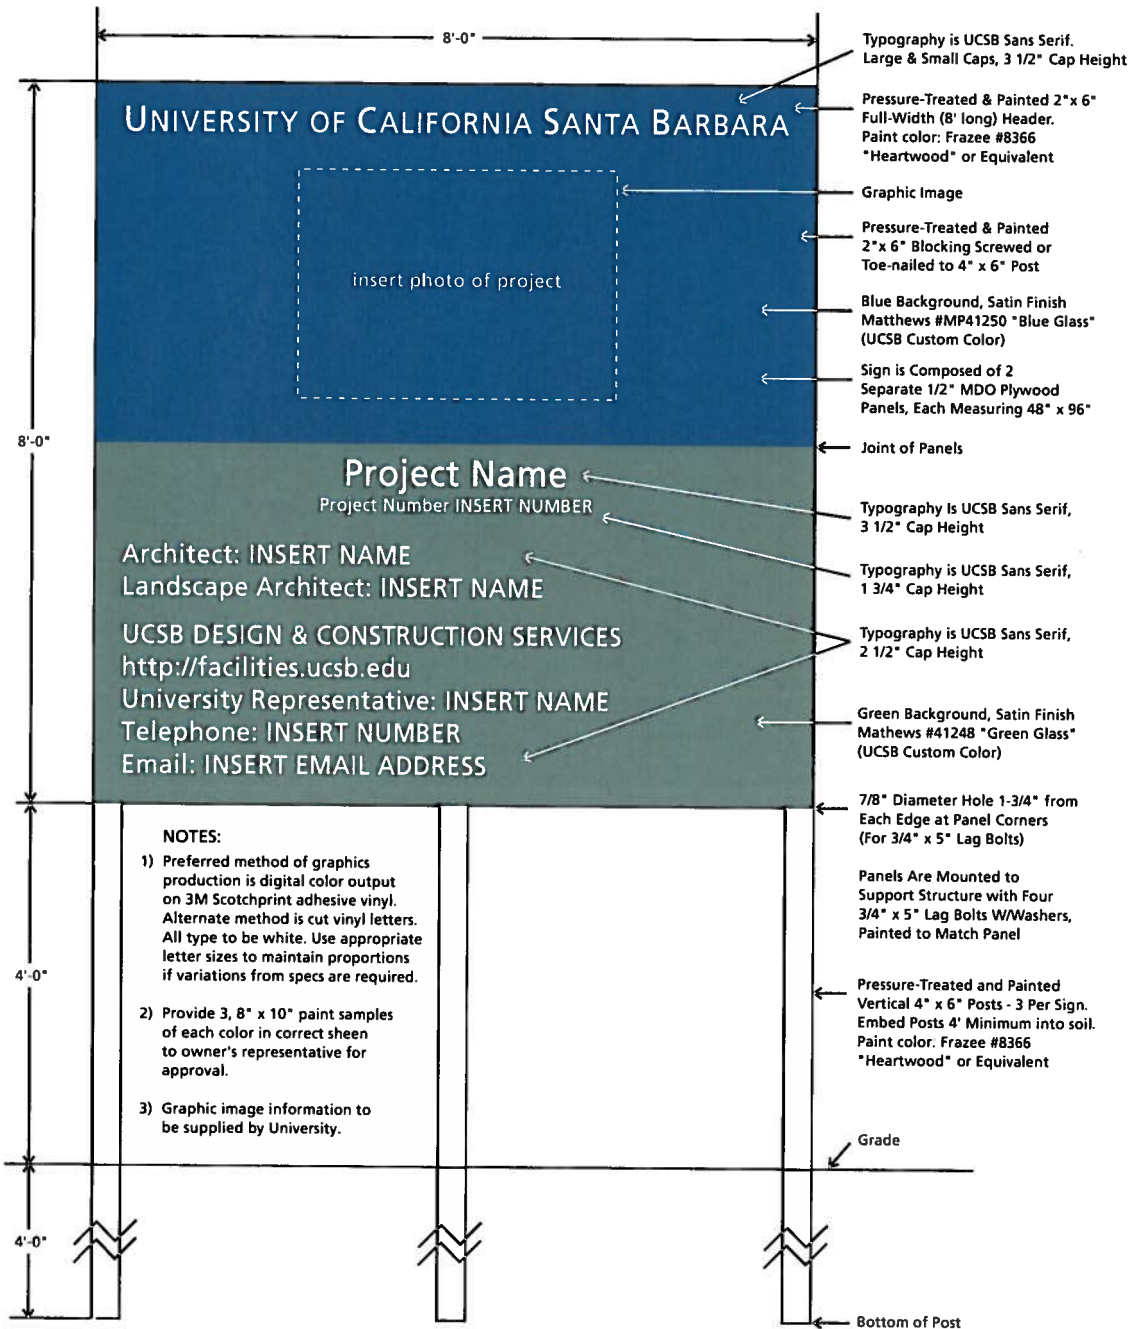 8'-0"
UNIVERSITY OF CALIFORNIA SANTA BARBARA
insert photo of project
8'-0"
Project Name
Project Number INSERT NUMBER
Architect: INSERT NAME
Landscape Architect: INSERT NAME
UCSB DESIGN & CONSTRUCTION SERVICES
http://facilities.ucsb.edu
University Representative: INSERT NAME
Telephone: INSERT NUMBER
Email: INSERT EMAIL ADDRESS
Typography is UCSB Sans Serif.
Large & Small Caps, 3 1/2" Cap Height
Pressure-Treated & Painted 2"x 6"
Full-Width (8' long) Header.
Paint color: Frazee #8366
"Heartwood" or Equivalent
Graphic Image
Pressure-Treated & Painted
2"x 6" Blocking Screwed or
Toe-nailed to 4" x 6" Post
Blue Background, Satin Finish
Matthews #MP41250 "Blue Glass"
(UCSB Custom Color)
Sign is Composed of 2
Separate 1/2" MDO Plywood
Panels, Each Measuring 48" x 96"
Joint of Panels
Typography Is UCSB Sans Serif,
3 1/2" Cap Height
Typography is UCSB Sans Serif,
1 3/4" Cap Height
Typography is UCSB Sans Serif,
2 1/2" Cap Height
Green Background, Satin Finish
Mathews #41248 "Green Glass"
(UCSB Custom Color)
7/8" Diameter Hole 1-3/4" from
Each Edge at Panel Corners
(For 3/4" x 5" Lag Bolts)
Panels Are Mounted to
Support Structure with Four
3/4" x 5" Lag Bolts W/Washers,
Painted to Match Panel
Pressure-Treated and Painted
Vertical 4" x 6" Posts - 3 Per Sign.
Embed Posts 4' Minimum into soil.
Paint color: Frazee #8366
"Heartwood" or Equivalent
NOTES:
1) Preferred method of graphics
production is digital color output
on 3M Scotchprint adhesive vinyl.
Alternate method is cut vinyl letters.
All type to be white. Use appropriate
letter sizes to maintain proportions
if variations from specs are required.
2) Provide 3, 8" x 10" paint samples
of each color in correct sheen
to owner's representative for
approval.
3) Graphic image information to
be supplied by University.
4'-0"
Grade
4'-0"
Bottom of Post